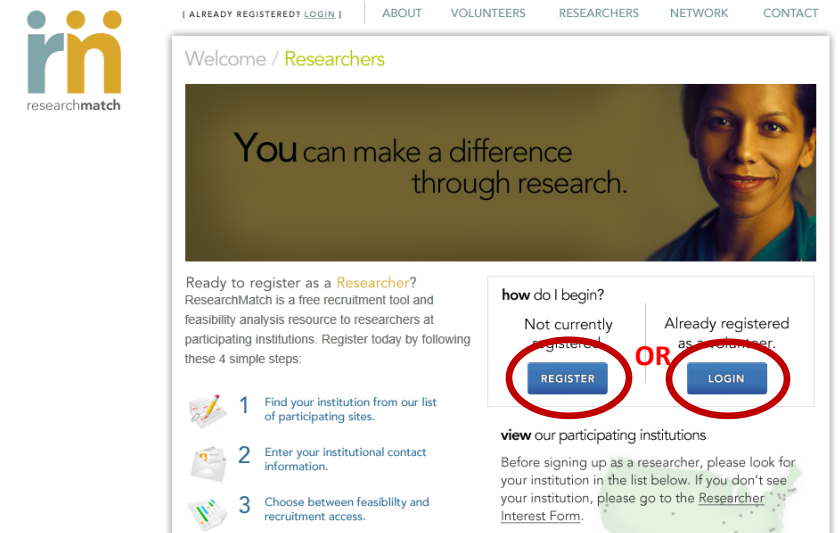 [ ALREADY REGISTERED? LOGIN ]
ABOUT
VOLUNTEERS
RESEARCHERS
NETWORK
CONTACT
rm
researchmatch
Welcome / Researchers
You can make a difference
through research.
Ready to register as a Researcher?
ResearchMatch is a free recruitment tool and
feasibility analysis resource to researchers at
participating institutions. Register today by following
these 4 simple steps:
1 Find your institution from our list
of participating sites.
2 Enter your institutional contact
information.
3 Choose between feasiblilty and
recruitment access.
how do I begin?
Not currently
registered.
REGISTER
OR
Already registered
as a volunteer.
LOGIN
view our participating institutions
Before signing up as a researcher, please look for
your institution in the list below. If you don't see
your institution, please go to the Researcher
Interest Form.